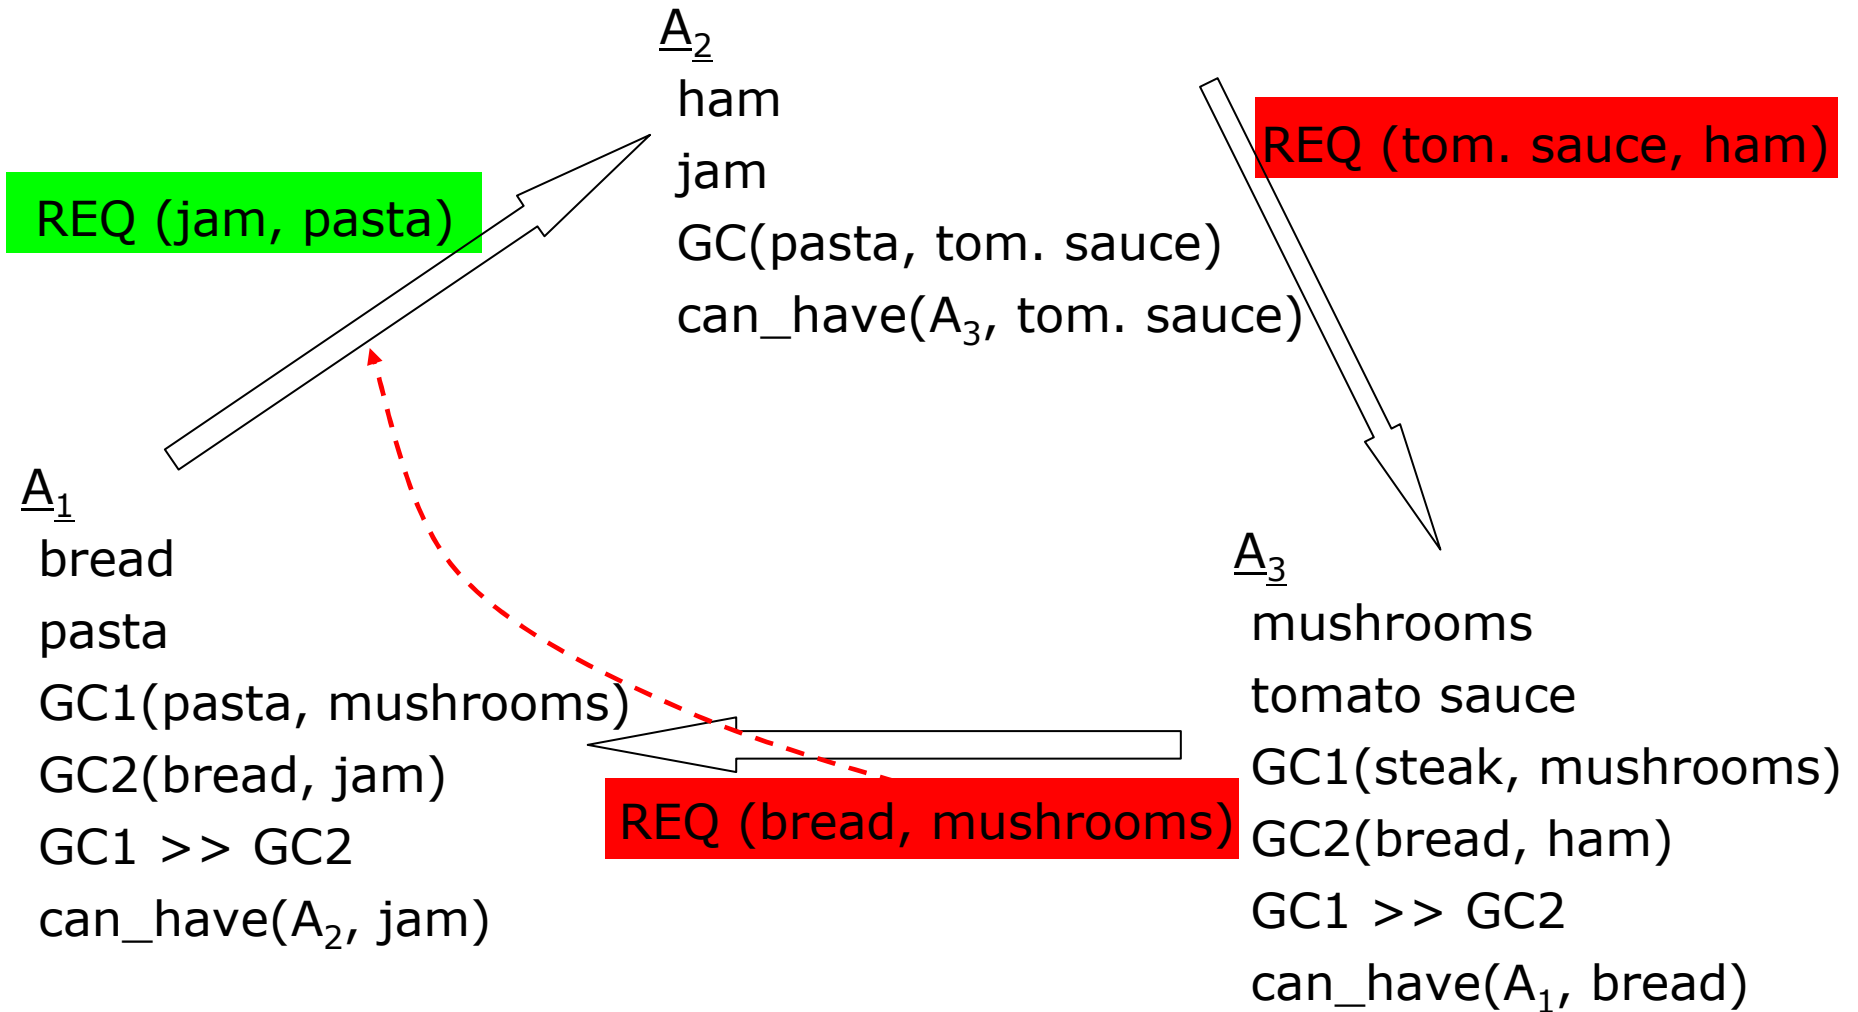 A₂
ham
jam
GC(pasta, tom. sauce)
can_have(A₃, tom. sauce)
REQ (tom. sauce, ham)
REQ (jam, pasta)
A₁
bread
pasta
GC1(pasta, mushrooms)
GC2(bread, jam)
GC1 >> GC2
can_have(A₂, jam)
REQ (bread, mushrooms)
A₃
mushrooms
tomato sauce
GC1(steak, mushrooms)
GC2(bread, ham)
GC1 >> GC2
can_have(A₁, bread)